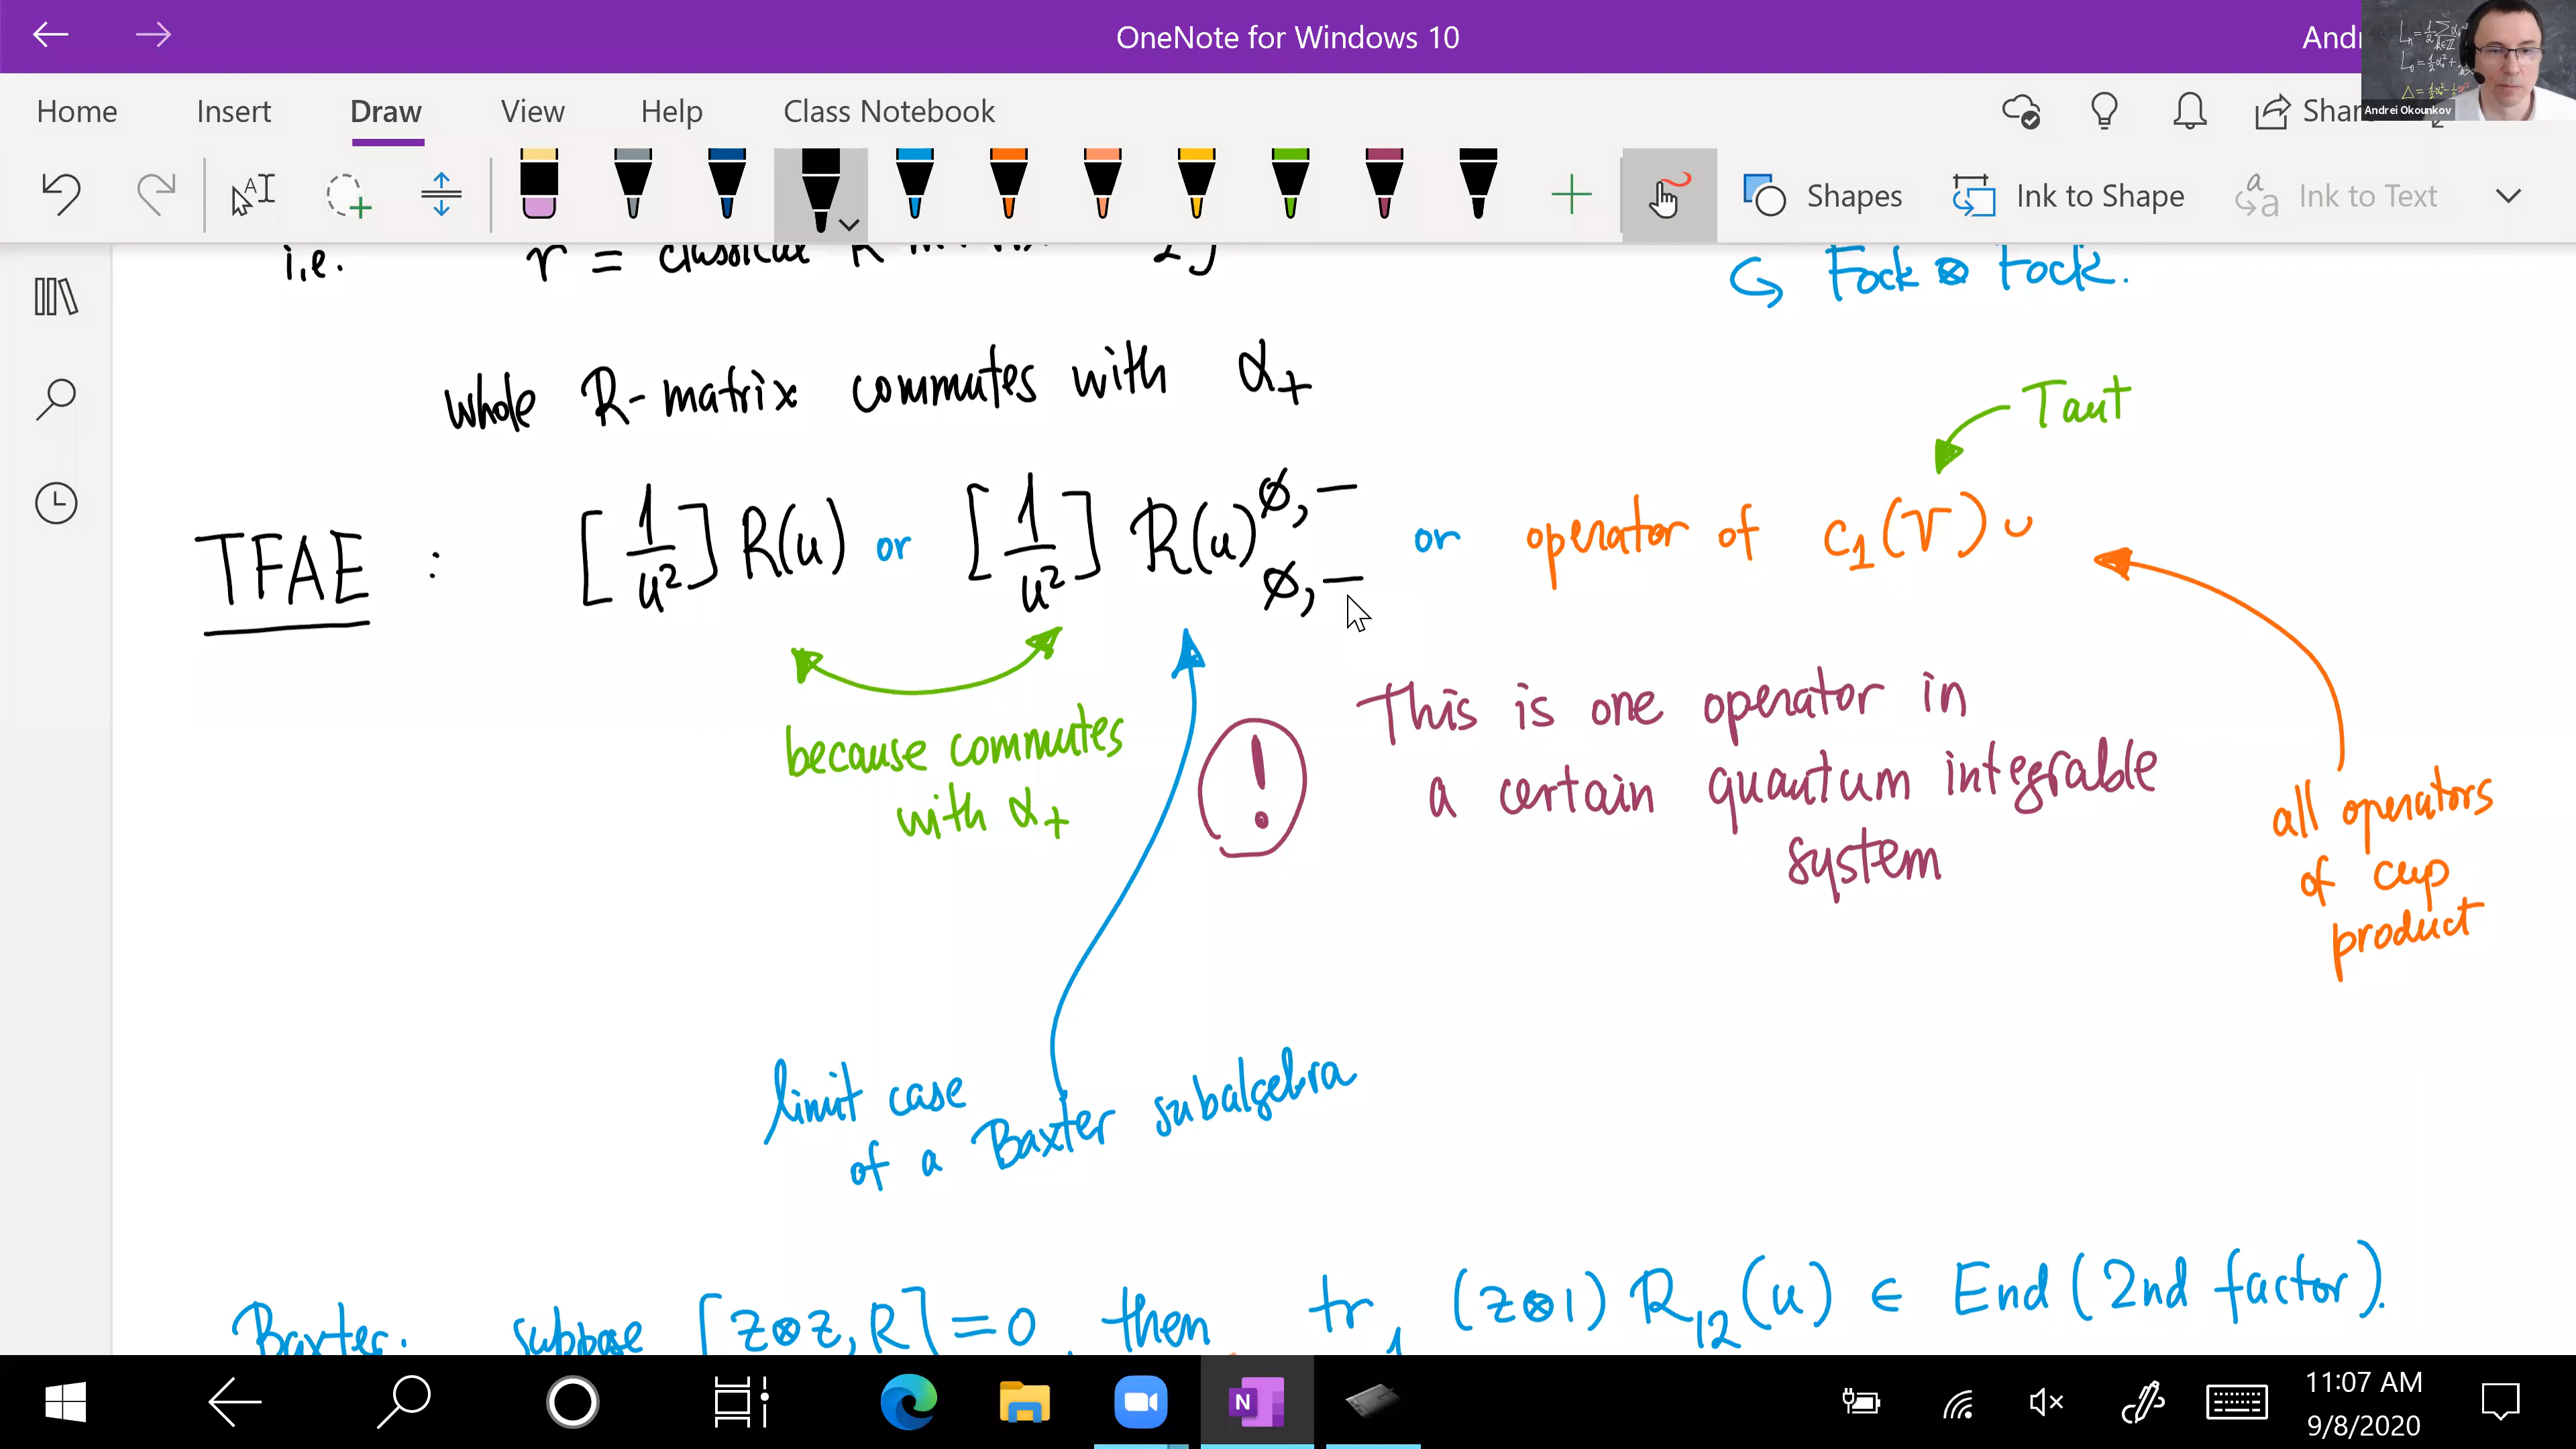 OneNote for Windows 10
Andrei Okounkov
Home Insert Draw View Help Class Notebook
Shapes Ink to Shape Ink to Text
i.e. r = classical R
↪ Fock ⊗ Fock.
whole R-matrix commutes with α₊
Taut
TFAE : [1/u²] R(u) or [1/u²] R(u)^{∅,−}_{∅,−} or operator of c₁(V) ∪
because commutes
with α₊
!
This is one operator in
a certain quantum integrable
system
all operators
of cup
product
limit case
of a Baxter subalgebra
Baxter. suppose [z⊗z, R] = 0, then tr₁ (z⊗1) R₁₂(u) ∈ End (2nd factor).
11:07 AM
9/8/2020